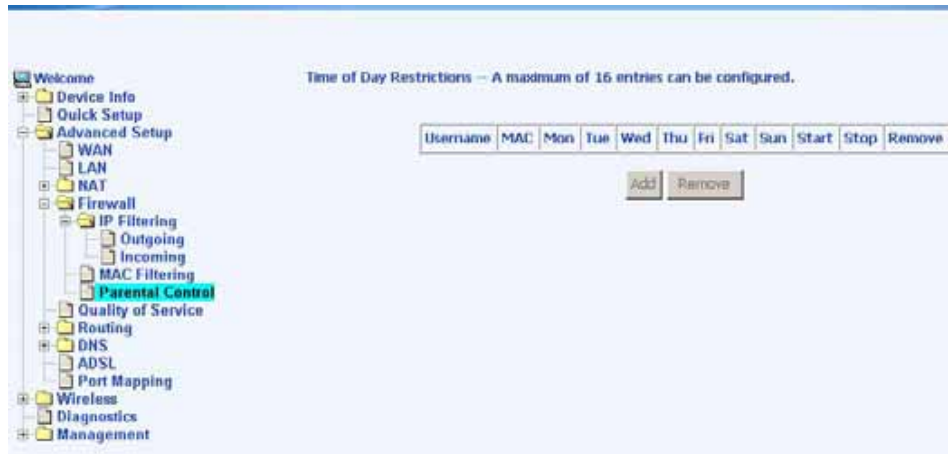 Welcome
Device Info
Quick Setup
Advanced Setup
WAN
LAN
NAT
Firewall
IP Filtering
Outgoing
Incoming
MAC Filtering
Parental Control
Quality of Service
Routing
DNS
ADSL
Port Mapping
Wireless
Diagnostics
Management
Time of Day Restrictions -- A maximum of 16 entries can be configured.
Username MAC Mon Tue Wed Thu Fri Sat Sun Start Stop Remove
Add Remove